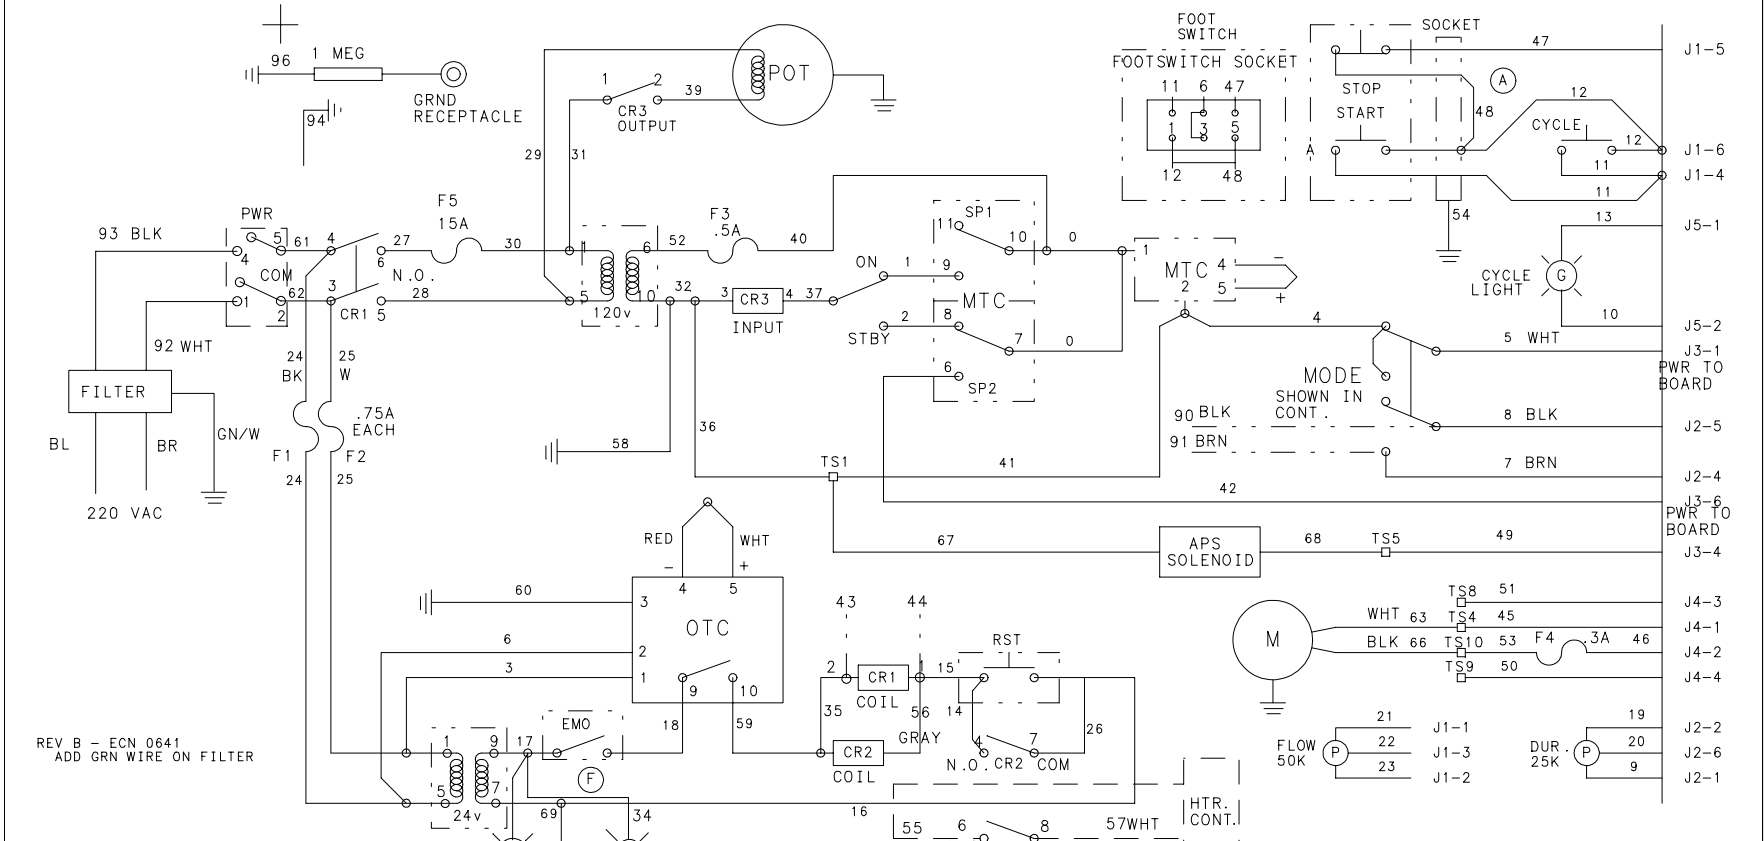 FOOT
SWITCH
SOCKET
47
J1-5
96
1 MEG
GRND
RECEPTACLE
94
1
2
39
POT
CR3
OUTPUT
29
31
FOOTSWITCH SOCKET
11 6 47
1 3 5
12 48
STOP
START
A
A
48
12
CYCLE
12
J1-6
11
J1-4
11
54
13
J5-1
PWR
93 BLK
5
61
4
4
COM
62
3
1
2
CR1
27
6
N.O.
5
28
F5
15A
30
1
6
5
10
120v
52
F3
.5A
40
SP1
11
10
0
1
MTC
4
5
2
-
+
ON
1
9
32
3
CR3
4
37
INPUT
MTC
2
8
STBY
7
0
6
SP2
CYCLE
LIGHT
G
10
J5-2
4
5 WHT
J3-1
PWR TO
BOARD
MODE
SHOWN IN
CONT.
90 BLK
8 BLK
J2-5
91 BRN
7 BRN
J2-4
92 WHT
24
BK
25
W
FILTER
.75A
EACH
BL
BR
GN/W
F1
F2
24
25
220 VAC
58
36
TS1
41
42
J3-6
PWR TO
BOARD
RED
WHT
-
+
67
APS
SOLENOID
68
TS5
49
J3-4
60
3
4
5
OTC
6
2
3
1
9
10
43
44
RST
2
CR1
1
15
COIL
35
56
14
GRAY
26
18
59
CR2
COIL
4
7
N.O.
CR2
COM
M
WHT 63
TS8
51
J4-3
TS4
45
J4-1
BLK 66
TS10
53
F4
.3A
46
J4-2
TS9
50
J4-4
REV B - ECN 0641
ADD GRN WIRE ON FILTER
1
9
17
EMO
F
5
7
24v
69
34
16
HTR.
CONT.
55
6
8
57WHT
FLOW
50K
P
21
J1-1
22
J1-3
23
J1-2
DUR.
25K
P
19
J2-2
20
J2-6
9
J2-1